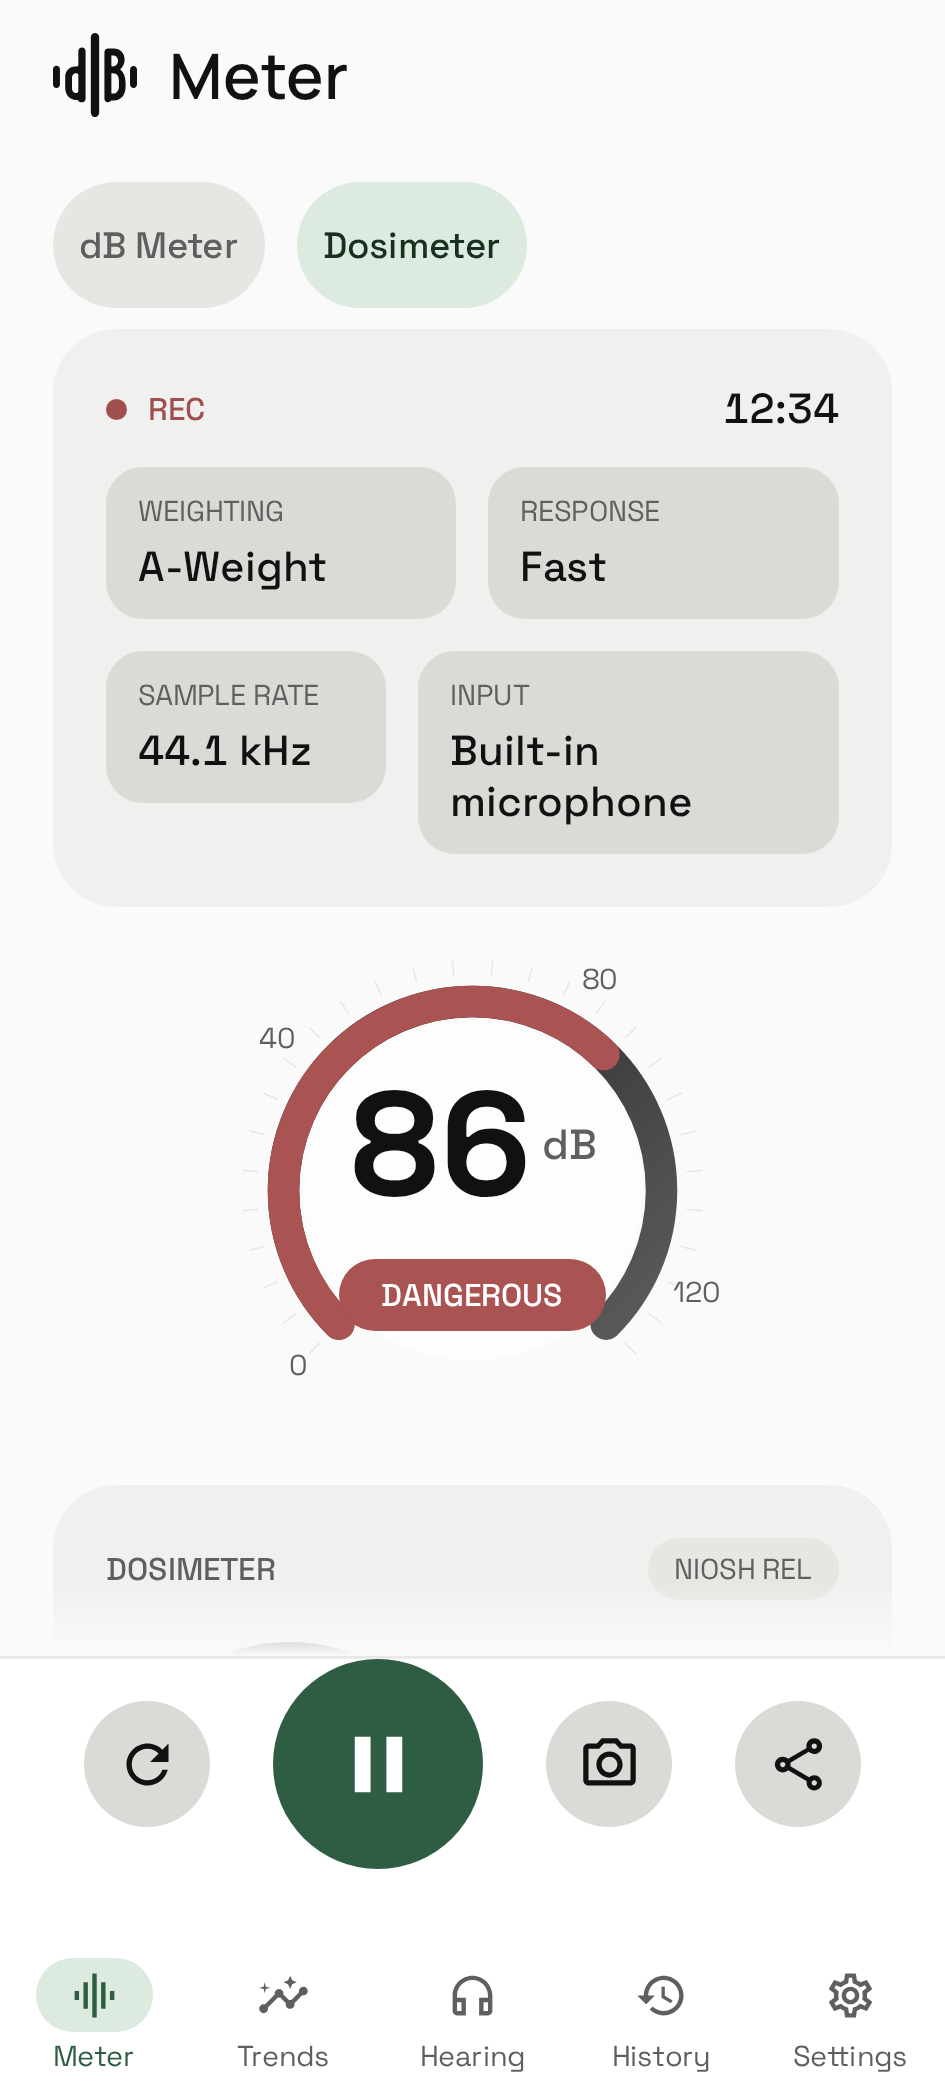 dB Meter
dB Meter
Dosimeter
REC
12:34
WEIGHTING
A-Weight
RESPONSE
Fast
SAMPLE RATE
44.1 kHz
INPUT
Built-in
microphone
80
40
86 dB
DANGEROUS
120
0
DOSIMETER
NIOSH REL
Meter
Trends
Hearing
History
Settings